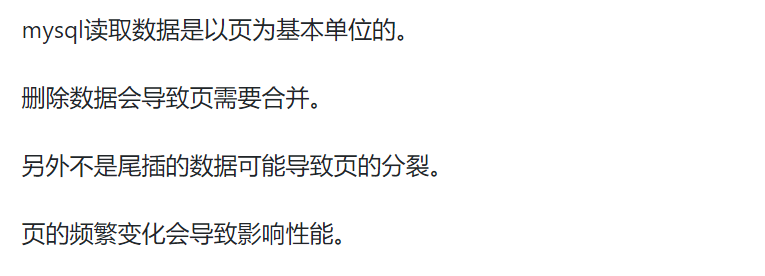 mysql读取数据是以页为基本单位的。
删除数据会导致页需要合并。
另外不是尾插的数据可能导致页的分裂。
页的频繁变化会导致影响性能。